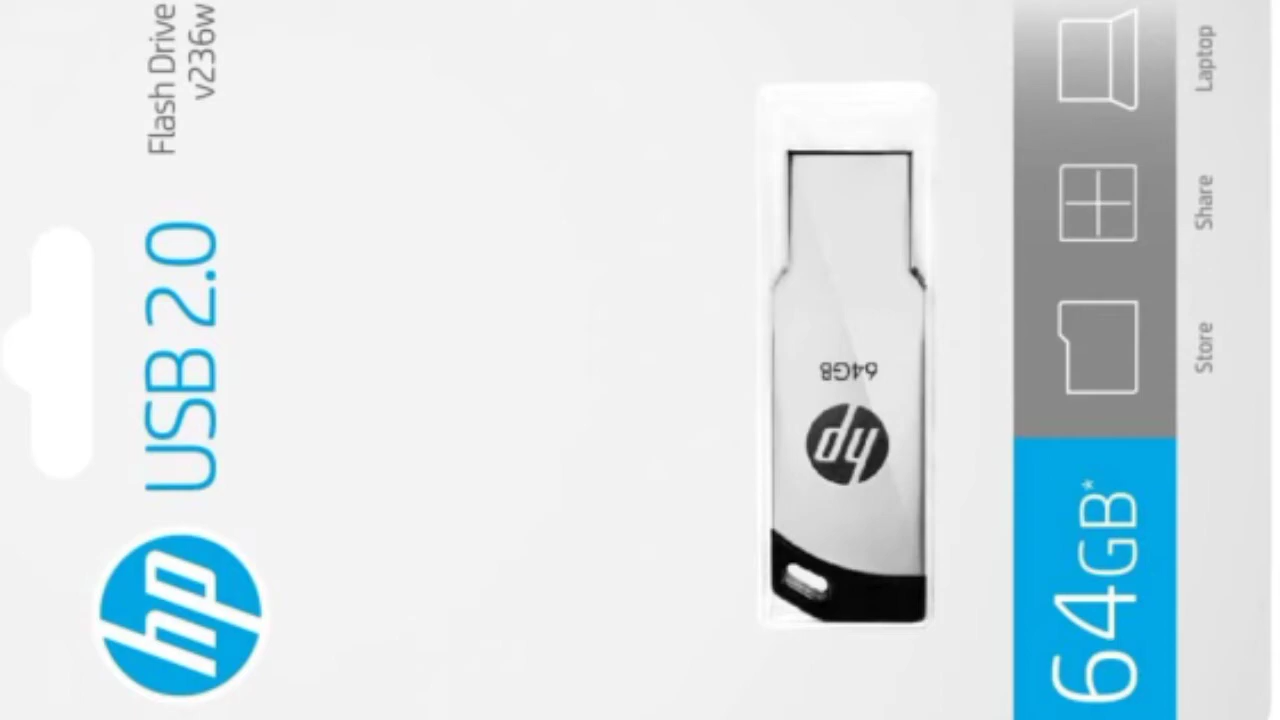 hp
USB 2.0
Flash Drive
v236w
64GB
hp
64GB*
Store
Share
Laptop